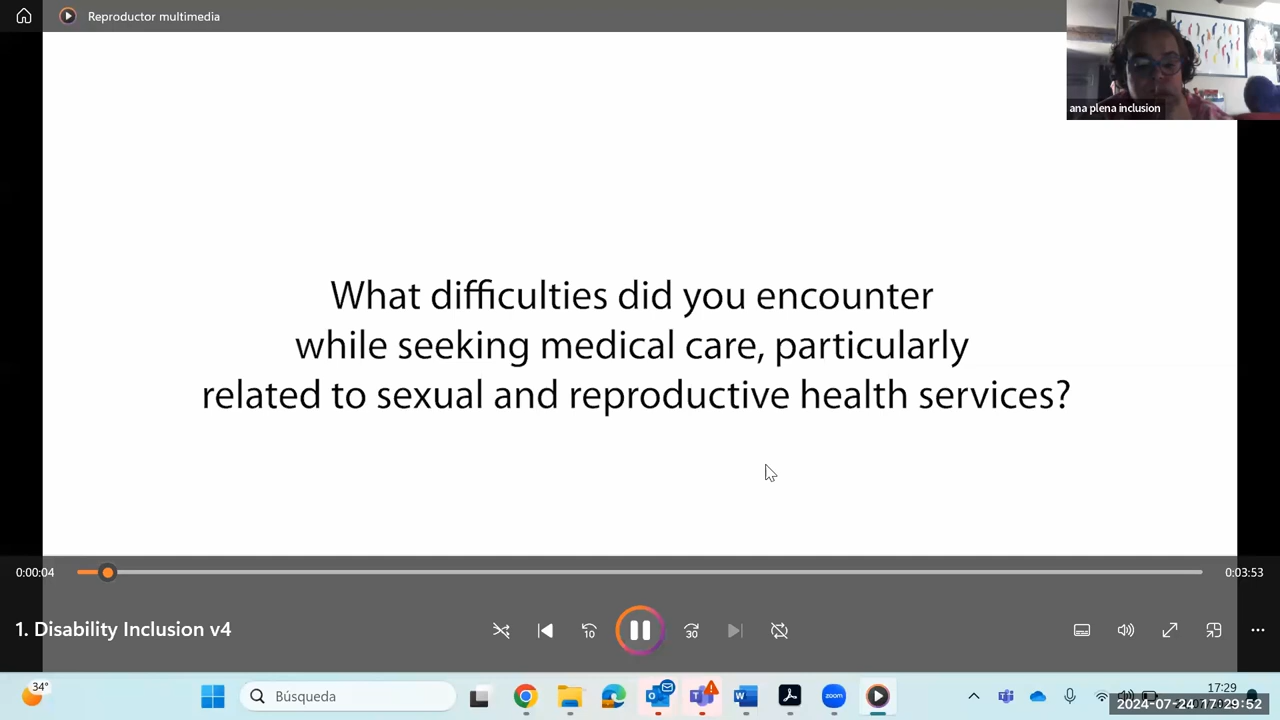 Reproductor multimedia
ana plena inclusion
What difficulties did you encounter
while seeking medical care, particularly
related to sexual and reproductive health services?
0:00:04
0:03:53
1. Disability Inclusion v4
10
30
34°
Búsqueda
17:29
2024-07-24 17:29:52